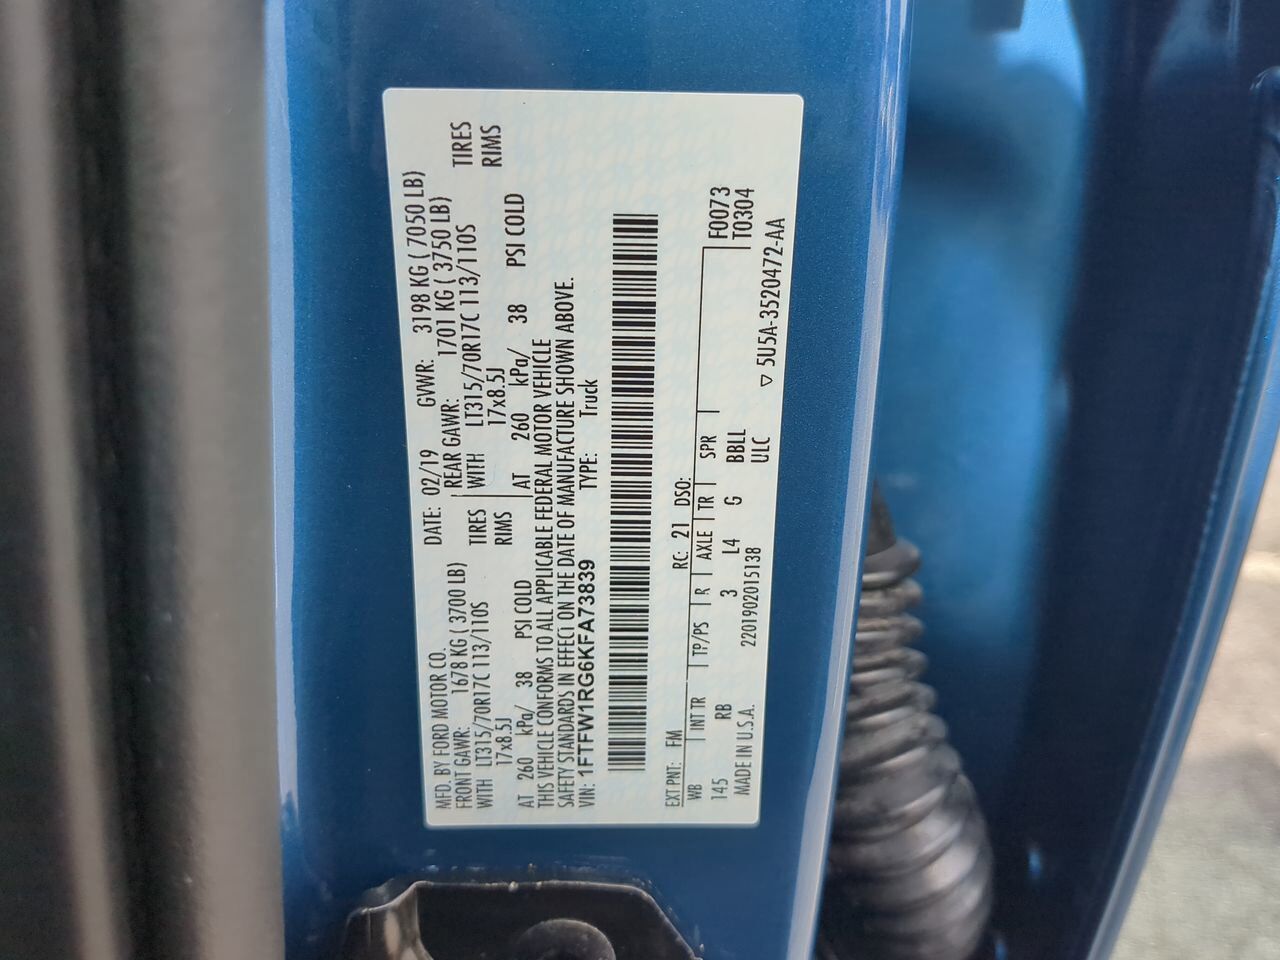 MFD. BY FORD MOTOR CO. DATE: 02/19 GVWR: 3198 KG ( 7050 LB)
FRONT GAWR: 1678 KG ( 3700 LB) REAR GAWR: 1701 KG ( 3750 LB)
WITH LT315/70R17C 113/110S TIRES WITH LT315/70R17C 113/110S TIRES
17x8.5J RIMS 17x8.5J RIMS
AT 260 kPa/ 38 PSI COLD AT 260 kPa/ 38 PSI COLD
THIS VEHICLE CONFORMS TO ALL APPLICABLE FEDERAL MOTOR VEHICLE
SAFETY STANDARDS IN EFFECT ON THE DATE OF MANUFACTURE SHOWN ABOVE.
VIN: 1FTFW1RG6KFA73839 TYPE: Truck
EXT PNT: FM RC: 21 DSO:
WB INT TR TP/PS R AXLE TR SPR F0073
145 RB 3 L4 G BBLL T0304
MADE IN U.S.A. 2201902015138 ULC ▽ 5U5A-3520472-AA